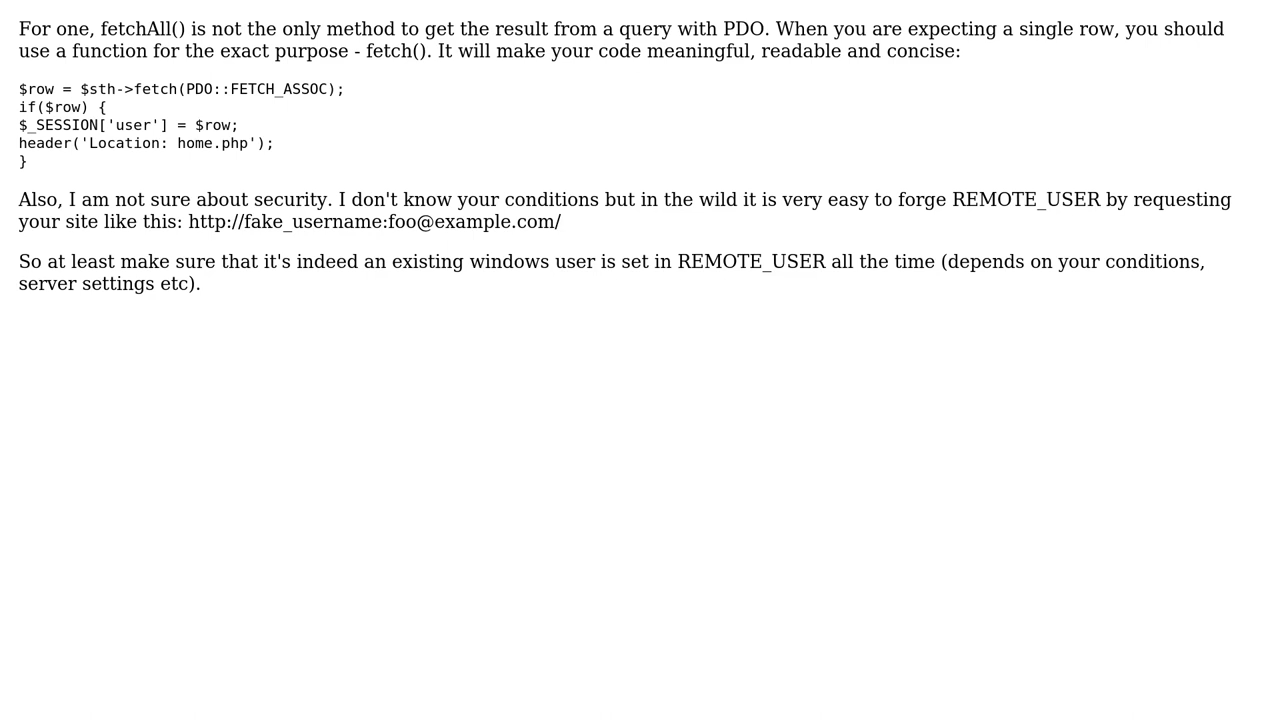 For one, fetchAll() is not the only method to get the result from a query with PDO. When you are expecting a single row, you should
use a function for the exact purpose - fetch(). It will make your code meaningful, readable and concise:
$row = $sth->fetch(PDO::FETCH_ASSOC);
if($row) {
$_SESSION['user'] = $row;
header('Location: home.php');
}
Also, I am not sure about security. I don't know your conditions but in the wild it is very easy to forge REMOTE_USER by requesting
your site like this: http://fake_username:foo@example.com/
So at least make sure that it's indeed an existing windows user is set in REMOTE_USER all the time (depends on your conditions,
server settings etc).